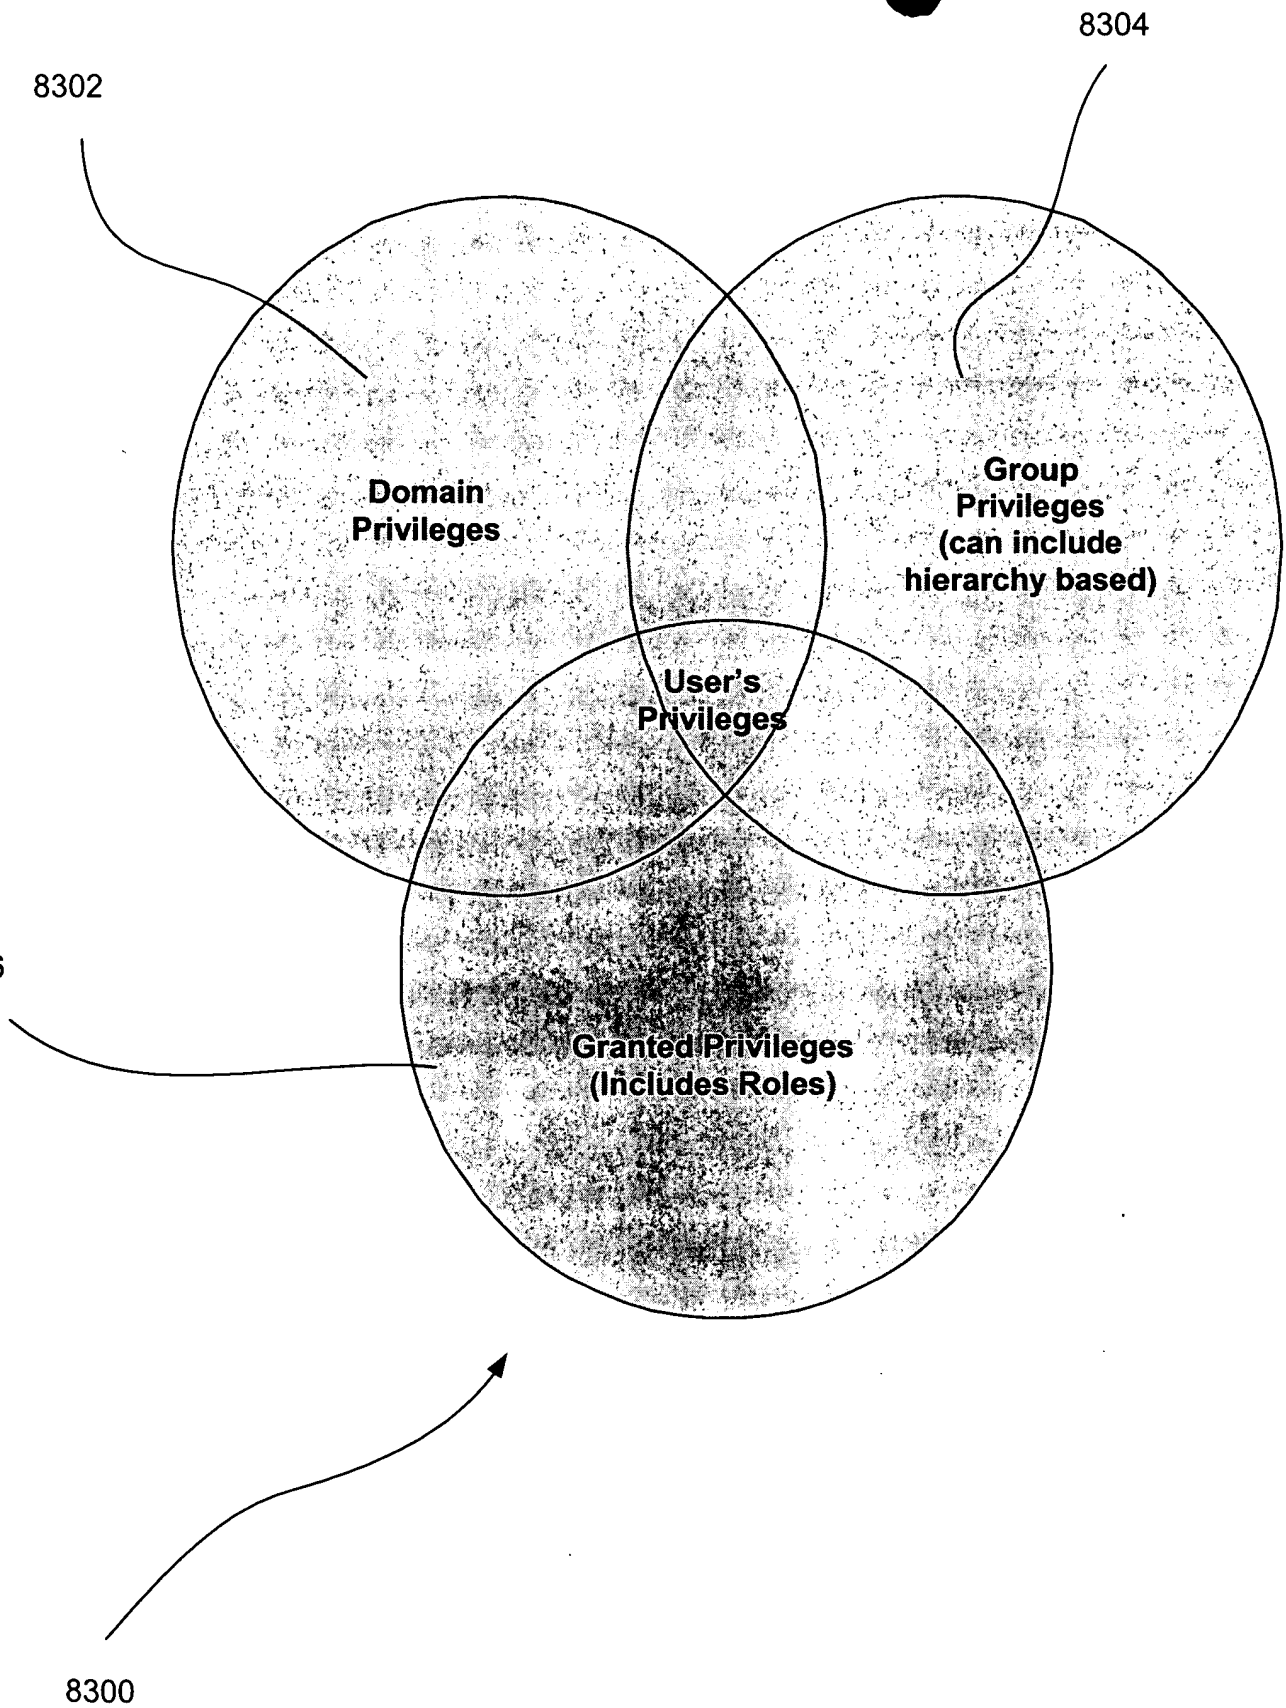 8304
8302
Domain
Privileges
Group
Privileges
(can include
hierarchy based)
User's
Privileges
Granted Privileges
(Includes Roles)
8300